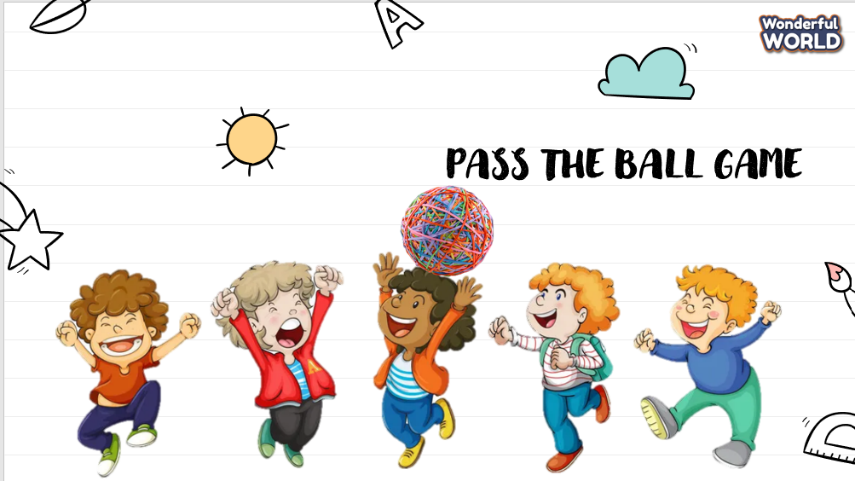 A
Wonderful
WORLD
PASS THE BALL GAME
A